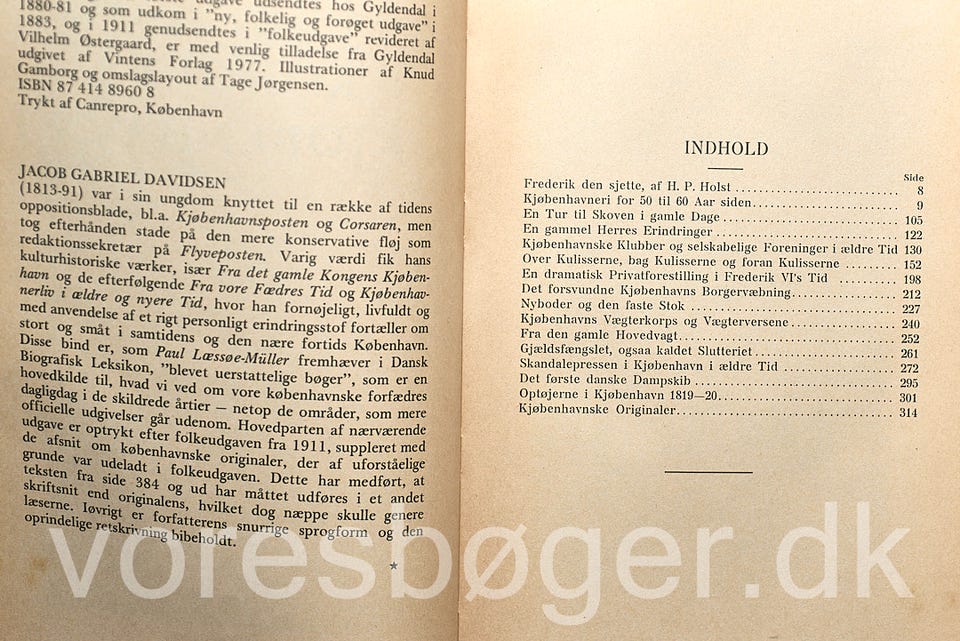 udgave udsendtes hos Gyldendal i
1880-81 og som udkom i "ny, folkelig og forøget udgave" i
1883, og i 1911 genudsendtes i "folkeudgave" revideret af
Vilhelm Østergaard, er med venlig tilladelse fra Gyldendal
udgivet af Vintens Forlag 1977. Illustrationer af Knud
Gamborg og omslagslayout af Tage Jørgensen.
ISBN 87 414 8960 8
Trykt af Canrepro, København
JACOB GABRIEL DAVIDSEN
(1813-91) var i sin ungdom knyttet til en række af tidens
oppositionsblade, bl.a. Kjøbenhavnsposten og Corsaren, men
tog efterhånden stade på den mere konservative fløj som
redaktionssekretær på Flyveposten. Varig værdi fik hans
kulturhistoriske værker, især Fra det gamle Kongens Kjøben-
havn og de efterfølgende Fra vore Fædres Tid og Kjøbenhav-
nerliv i ældre og nyere Tid, hvor han fornøjeligt, livfuldt og
med anvendelse af et rigt personligt erindringsstof fortæller om
stort og småt i samtidens og den nære fortids København.
Disse bind er, som Paul Læssøe-Müller fremhæver i Dansk
Biografisk Leksikon, "blevet uerstattelige bøger", som er en
hovedkilde til, hvad vi ved om vore københavnske forfædres
dagligdag i de skildrede årtier – netop de områder, som mere
officielle udgivelser går udenom. Hovedparten af nærværende
udgave er optrykt efter folkeudgaven fra 1911, suppleret med
de afsnit om københavnske originaler, der af uforståelige
grunde var udeladt i folkeudgaven. Dette har medført, at
teksten fra side 384 og ud har måttet udføres i et andet
skriftsnit end originalens, hvilket dog næppe skulle genere
læserne. Iøvrigt er forfatterens snurrige sprogform og den
oprindelige retskrivning bibeholdt.
INDHOLD
Side
Frederik den sjette, af H. P. Holst 8
Kjøbenhavneri for 50 til 60 Aar siden 9
En Tur til Skoven i gamle Dage 105
En gammel Herres Erindringer 122
Kjøbenhavnske Klubber og selskabelige Foreninger i ældre Tid 130
Over Kulisserne, bag Kulisserne og foran Kulisserne 152
En dramatisk Privatforestilling i Frederik VI's Tid 198
Det forsvundne Kjøbenhavns Borgervæbning 212
Nyboder og den faste Stok 227
Kjøbenhavns Vægterkorps og Vægterversene 240
Fra den gamle Hovedvagt 252
Gjældsfængslet, ogsaa kaldet Slutteriet 261
Skandalepressen i Kjøbenhavn i ældre Tid 272
Det første danske Dampskib 295
Optøjerne i Kjøbenhavn 1819—20 301
Kjøbenhavnske Originaler 314
voresbøger.dk